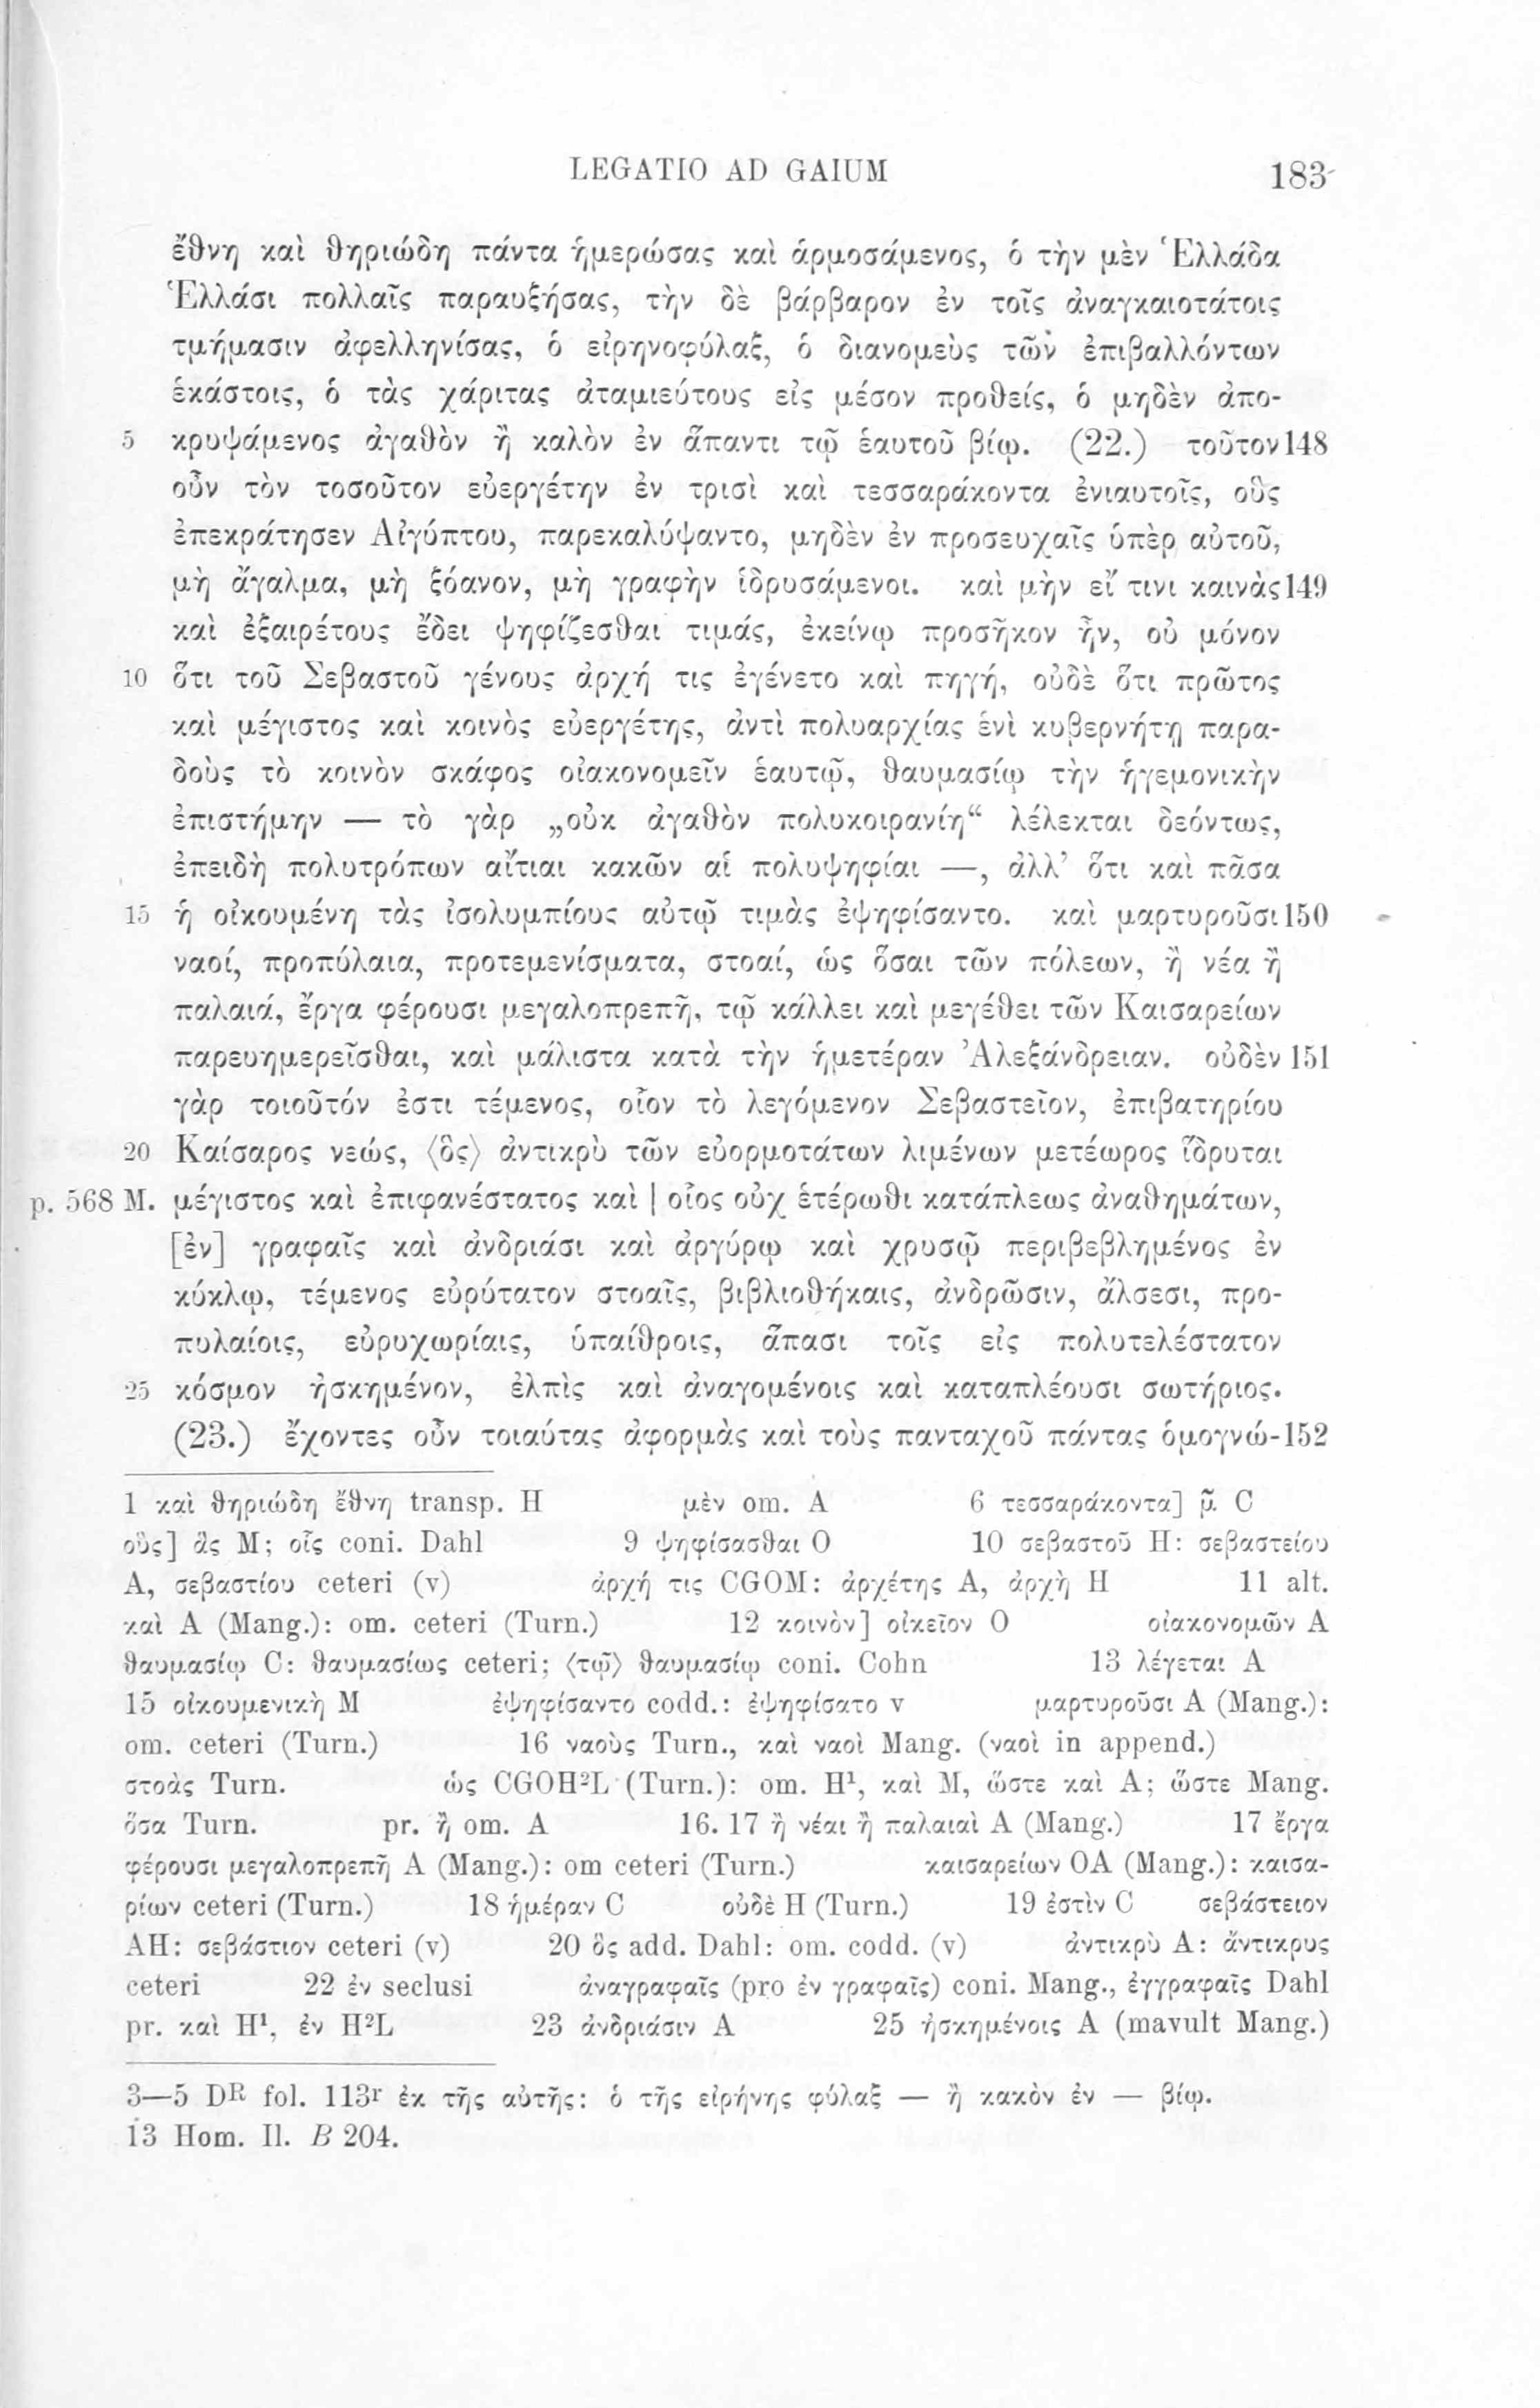 LEGATIO AD GAIUM 183
ἔθνη καὶ θηριώδη πάντα ἡμερώσας καὶ ἁρμοσάμενος, ὁ τὴν μὲν Ἑλλάδα
Ἑλλάσι πολλαῖς παραυξήσας, τὴν δὲ βάρβαρον ἐν τοῖς ἀναγκαιοτάτοις
τμήμασιν ἀφελληνίσας, ὁ εἰρηνοφύλαξ, ὁ διανομεὺς τῶν ἐπιβαλλόντων
ἑκάστοις, ὁ τὰς χάριτας ἀταμιεύτους εἰς μέσον προθείς, ὁ μηδὲν ἀπο-
5 κρυψάμενος ἀγαθὸν ἢ καλὸν ἐν ἅπαντι τῷ ἑαυτοῦ βίῳ. (22.) τοῦτον 148
οὖν τὸν τοσοῦτον εὐεργέτην ἐν τρισὶ καὶ τεσσαράκοντα ἐνιαυτοῖς, οὓς
ἐπεκράτησεν Αἰγύπτου, παρεκαλύψαντο, μηδὲν ἐν προσευχαῖς ὑπὲρ αὐτοῦ,
μὴ ἄγαλμα, μὴ ξόανον, μὴ γραφὴν ἱδρυσάμενοι. καὶ μὴν εἴ τινι καινὰς 149
καὶ ἐξαιρέτους ἔδει ψηφίζεσθαι τιμάς, ἐκείνῳ προσῆκον ἦν, οὐ μόνον
10 ὅτι τοῦ Σεβαστοῦ γένους ἀρχή τις ἐγένετο καὶ πηγή, οὐδὲ ὅτι πρῶτος
καὶ μέγιστος καὶ κοινὸς εὐεργέτης, ἀντὶ πολυαρχίας ἑνὶ κυβερνήτῃ παρα-
δοὺς τὸ κοινὸν σκάφος οἰακονομεῖν ἑαυτῷ, θαυμασίῳ τὴν ἡγεμονικὴν
ἐπιστήμην — τὸ γὰρ „οὐκ ἀγαθὸν πολυκοιρανίη“ λέλεκται δεόντως,
ἐπειδὴ πολυτρόπων αἴτιαι κακῶν αἱ πολυψηφίαι —, ἀλλ’ ὅτι καὶ πᾶσα
15 ἡ οἰκουμένη τὰς ἰσολυμπίους αὐτῷ τιμὰς ἐψηφίσαντο. καὶ μαρτυροῦσι 150
ναοί, προπύλαια, προτεμενίσματα, στοαί, ὡς ὅσαι τῶν πόλεων, ἢ νέα ἢ
παλαιά, ἔργα φέρουσι μεγαλοπρεπῆ, τῷ κάλλει καὶ μεγέθει τῶν Καισαρείων
παρευημερεῖσθαι, καὶ μάλιστα κατὰ τὴν ἡμετέραν Ἀλεξάνδρειαν. οὐδὲν 151
γὰρ τοιοῦτόν ἐστι τέμενος, οἷον τὸ λεγόμενον Σεβαστεῖον, ἐπιβατηρίου
20 Καίσαρος νεώς, ⟨ὃς⟩ ἀντικρὺ τῶν εὐορμοτάτων λιμένων μετέωρος ἵδρυται
p. 568 M. μέγιστος καὶ ἐπιφανέστατος καὶ | οἷος οὐχ ἑτέρωθι κατάπλεως ἀναθημάτων,
[ἐν] γραφαῖς καὶ ἀνδριάσι καὶ ἀργύρῳ καὶ χρυσῷ περιβεβλημένος ἐν
κύκλῳ, τέμενος εὐρύτατον στοαῖς, βιβλιοθήκαις, ἀνδρῶσιν, ἄλσεσι, προ-
πυλαίοις, εὐρυχωρίαις, ὑπαίθροις, ἅπασι τοῖς εἰς πολυτελέστατον
25 κόσμον ἠσκημένον, ἐλπὶς καὶ ἀναγομένοις καὶ καταπλέουσι σωτήριος.
(23.) ἔχοντες οὖν τοιαύτας ἀφορμὰς καὶ τοὺς πανταχοῦ πάντας ὁμογνώ- 152
1 καὶ θηριώδη ἔθνη transp. H μὲν om. A 6 τεσσαράκοντα] μ̄ C
οὓς] ἃς M; οἷς coni. Dahl 9 ψηφίσασθαι O 10 σεβαστοῦ H: σεβαστείου
A, σεβαστίου ceteri (v) ἀρχή τις CGOM: ἀρχέτης A, ἀρχὴ H 11 alt.
καὶ A (Mang.): om. ceteri (Turn.) 12 κοινὸν] οἰκεῖον O οἰακονομῶν A
θαυμασίῳ C: θαυμασίως ceteri; ⟨τῷ⟩ θαυμασίῳ coni. Cohn 13 λέγεται A
15 οἰκουμενικὴ M ἐψηφίσαντο codd.: ἐψηφίσατο v μαρτυροῦσι A (Mang.):
om. ceteri (Turn.) 16 ναοὺς Turn., καὶ ναοὶ Mang. (ναοὶ in append.)
στοὰς Turn. ὡς CGOH²L (Turn.): om. H¹, καὶ M, ὥστε καὶ A; ὥστε Mang.
ὅσα Turn. pr. ἢ om. A 16. 17 ἢ νέαι ἢ παλαιαὶ A (Mang.) 17 ἔργα
φέρουσι μεγαλοπρεπῆ A (Mang.): om ceteri (Turn.) καισαρείων OA (Mang.): καισα-
ρίων ceteri (Turn.) 18 ἡμέραν C οὐδὲ H (Turn.) 19 ἐστὶν C σεβάστειον
AH: σεβάστιον ceteri (v) 20 ὃς add. Dahl: om. codd. (v) ἀντικρὺ A: ἄντικρυς
ceteri 22 ἐν seclusi ἀναγραφαῖς (pro ἐν γραφαῖς) coni. Mang., ἐγγραφαῖς Dahl
pr. καὶ H¹, ἐν H²L 23 ἀνδριάσιν A 25 ἠσκημένοις A (mavult Mang.)
3—5 Dᴿ fol. 113ʳ ἐκ τῆς αὐτῆς: ὁ τῆς εἰρήνης φύλαξ — ἢ κακὸν ἐν — βίῳ.
13 Hom. Il. B 204.